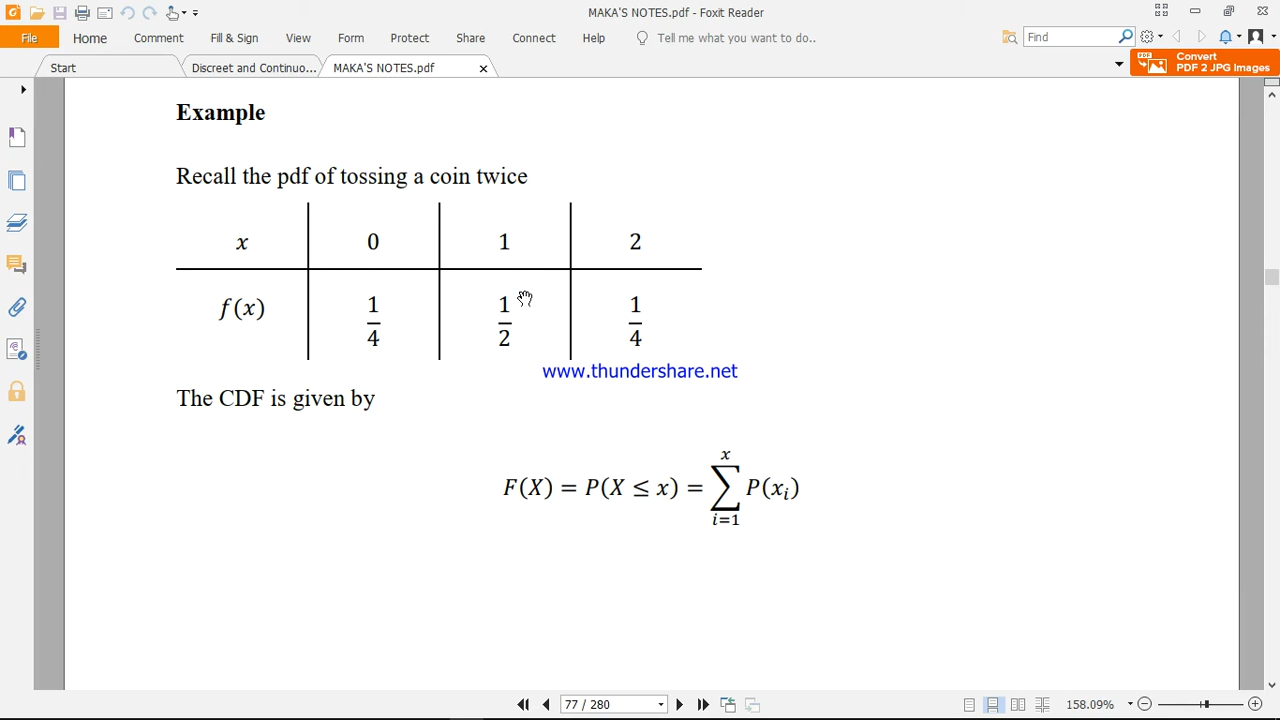 MAKA'S NOTES.pdf - Foxit Reader
File Home Comment Fill & Sign View Form Protect Share Connect Help Tell me what you want to do.. Find
Start Discreet and Continuo... MAKA'S NOTES.pdf
Convert
PDF 2 JPG Images
Example
Recall the pdf of tossing a coin twice
x 0 1 2
f(x) 1/4 1/2 1/4
www.thundershare.net
The CDF is given by
F(X) = P(X ≤ x) = ∑_{i=1}^{x} P(x_i)
77 / 280 158.09%